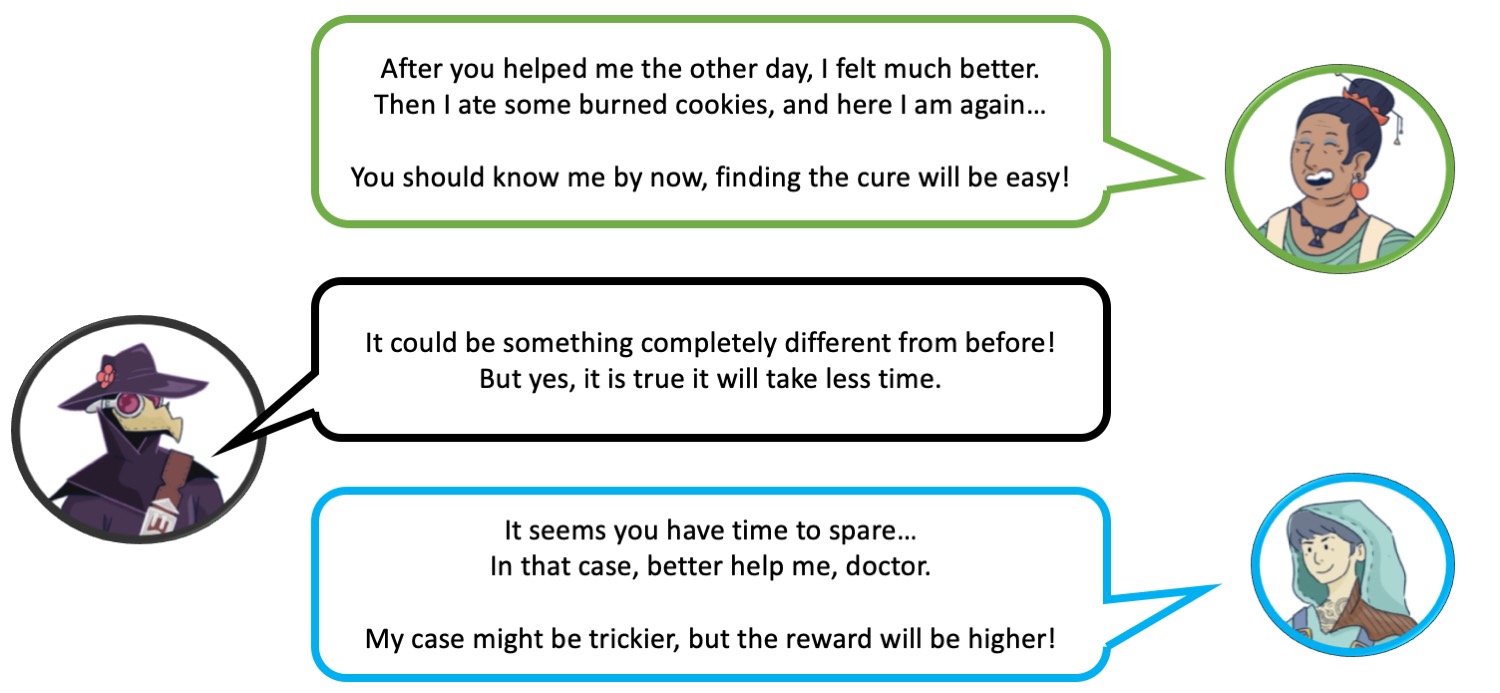 After you helped me the other day, I felt much better.
Then I ate some burned cookies, and here I am again…
You should know me by now, finding the cure will be easy!
It could be something completely different from before!
But yes, it is true it will take less time.
It seems you have time to spare…
In that case, better help me, doctor.
My case might be trickier, but the reward will be higher!